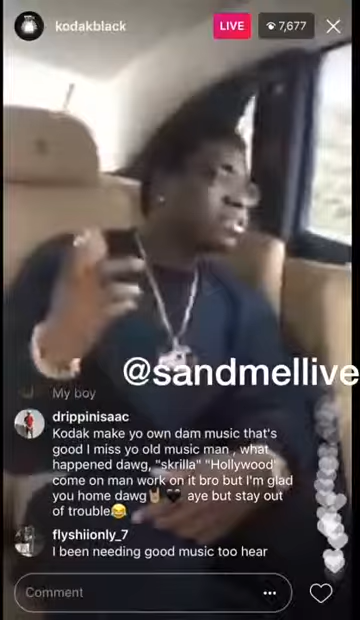 kodakblack
LIVE
7,677
@sandmellive
My boy
drippinisaac
Kodak make yo own dam music that's
good I miss yo old music man , what
happened dawg, "skrilla" "Hollywood'
come on man work on it bro but I'm glad
you home dawg🤘🏾🖤 aye but stay out
of trouble😂
flyshiionly_7
I been needing good music too hear
Comment